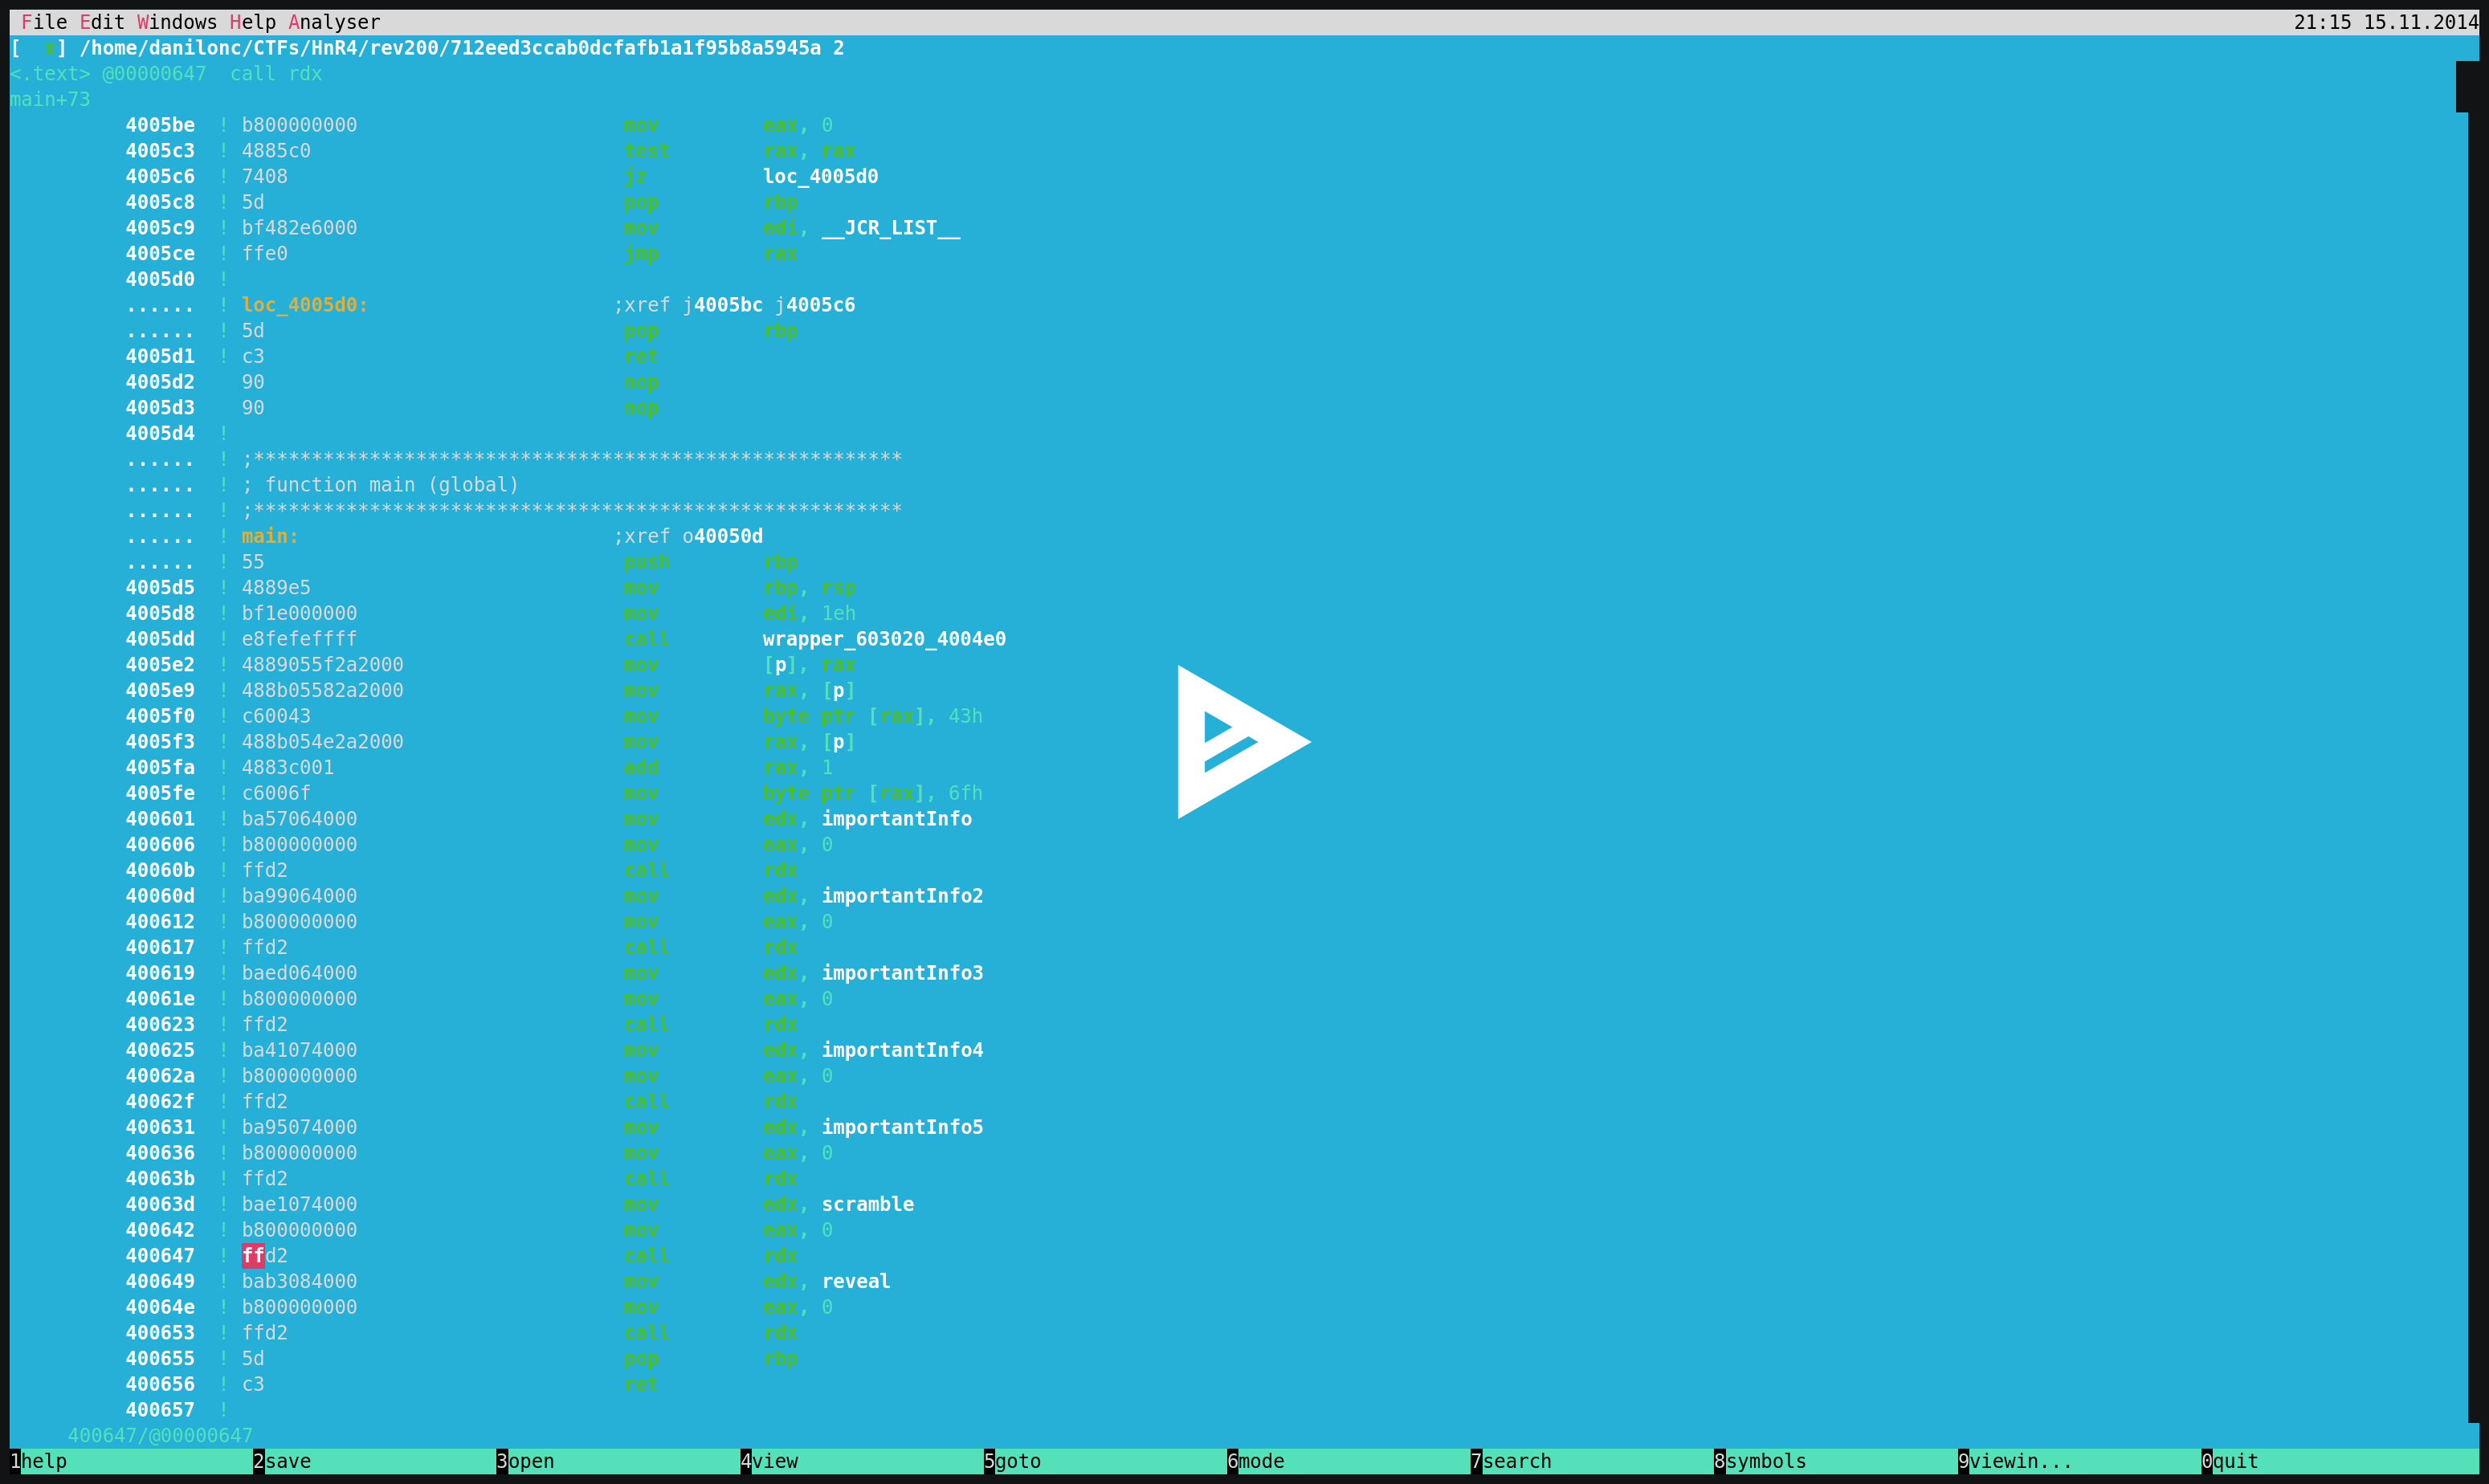 File Edit Windows Help Analyser 21:15 15.11.2014
[ x] /home/danilonc/CTFs/HnR4/rev200/712eed3ccab0dcfafb1a1f95b8a5945a 2
<.text> @00000647 call rdx
main+73
4005be ! b800000000 mov eax, 0
4005c3 ! 4885c0 test rax, rax
4005c6 ! 7408 jz loc_4005d0
4005c8 ! 5d pop rbp
4005c9 ! bf482e6000 mov edi, __JCR_LIST__
4005ce ! ffe0 jmp rax
4005d0 !
...... ! loc_4005d0: ;xref j4005bc j4005c6
...... ! 5d pop rbp
4005d1 ! c3 ret
4005d2 90 nop
4005d3 90 nop
4005d4 !
...... ! ;********************************************************
...... ! ; function main (global)
...... ! ;********************************************************
...... ! main: ;xref o40050d
...... ! 55 push rbp
4005d5 ! 4889e5 mov rbp, rsp
4005d8 ! bf1e000000 mov edi, 1eh
4005dd ! e8fefeffff call wrapper_603020_4004e0
4005e2 ! 4889055f2a2000 mov [p], rax
4005e9 ! 488b05582a2000 mov rax, [p]
4005f0 ! c60043 mov byte ptr [rax], 43h
4005f3 ! 488b054e2a2000 mov rax, [p]
4005fa ! 4883c001 add rax, 1
4005fe ! c6006f mov byte ptr [rax], 6fh
400601 ! ba57064000 mov edx, importantInfo
400606 ! b800000000 mov eax, 0
40060b ! ffd2 call rdx
40060d ! ba99064000 mov edx, importantInfo2
400612 ! b800000000 mov eax, 0
400617 ! ffd2 call rdx
400619 ! baed064000 mov edx, importantInfo3
40061e ! b800000000 mov eax, 0
400623 ! ffd2 call rdx
400625 ! ba41074000 mov edx, importantInfo4
40062a ! b800000000 mov eax, 0
40062f ! ffd2 call rdx
400631 ! ba95074000 mov edx, importantInfo5
400636 ! b800000000 mov eax, 0
40063b ! ffd2 call rdx
40063d ! bae1074000 mov edx, scramble
400642 ! b800000000 mov eax, 0
400647 ! ffd2 call rdx
400649 ! bab3084000 mov edx, reveal
40064e ! b800000000 mov eax, 0
400653 ! ffd2 call rdx
400655 ! 5d pop rbp
400656 ! c3 ret
400657 !
400647/@00000647
1help 2save 3open 4view 5goto 6mode 7search 8symbols 9viewin... 0quit